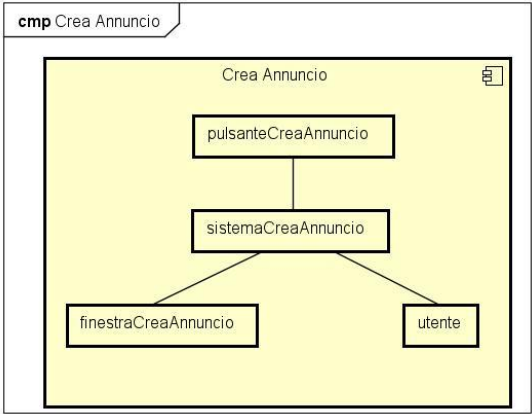 cmp Crea Annuncio
Crea Annuncio
pulsanteCreaAnnuncio
sistemaCreaAnnuncio
finestraCreaAnnuncio
utente